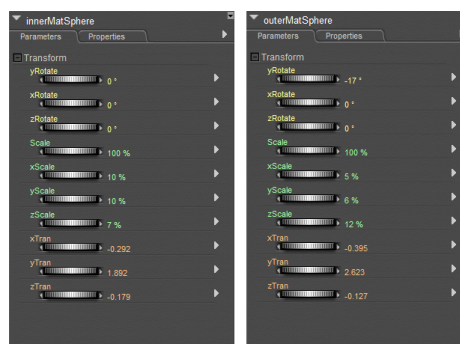 innerMatSphere
Parameters Properties
Transform
yRotate
0 °
xRotate
0 °
zRotate
0 °
Scale
100 %
xScale
10 %
yScale
10 %
zScale
7 %
xTran
-0.292
yTran
1.892
zTran
-0.179
outerMatSphere
Parameters Properties
Transform
yRotate
-17 °
xRotate
0 °
zRotate
0 °
Scale
100 %
xScale
5 %
yScale
6 %
zScale
12 %
xTran
-0.395
yTran
2.623
zTran
-0.127